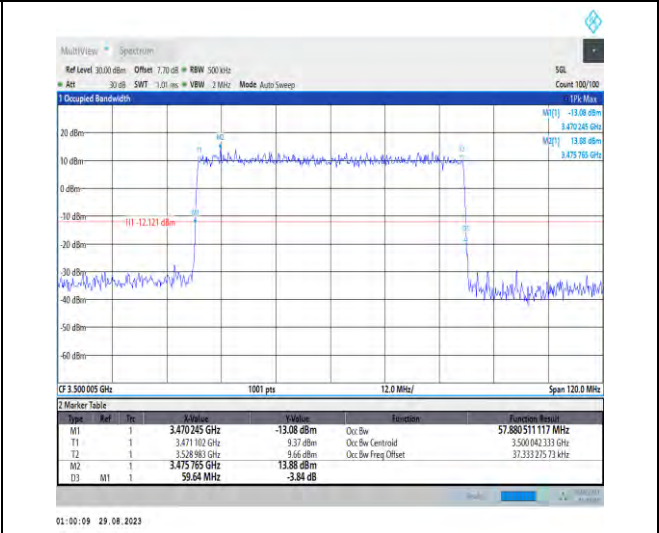 MultiView Spectrum
Ref Level 30.00 dBm Offset 7.70 dB RBW 500 kHz SGL
Att 30 dB SWT 1.01 ms VBW 2 MHz Mode Auto Sweep Count 100/100
1 Occupied Bandwidth 1Pk Max
M1[1] -13.08 dBm
3.470 245 GHz
M2[1] 13.88 dBm
3.475 765 GHz
20 dBm
M2
T1
T2
10 dBm
0 dBm
-10 dBm
H1 -12.121 dBm
-20 dBm
-30 dBm
-40 dBm
-50 dBm
-60 dBm
CF 3.500 005 GHz 1001 pts 12.0 MHz/ Span 120.0 MHz
2 Marker Table
Type Ref Trc X-Value Y-Value Function Function Result
M1 1 3.470 245 GHz -13.08 dBm Occ Bw 57.880 511 117 MHz
T1 1 3.471 102 GHz 9.37 dBm Occ Bw Centroid 3.500 042 333 GHz
T2 1 3.528 983 GHz 9.66 dBm Occ Bw Freq Offset 37.333 275 73 kHz
M2 1 3.475 765 GHz 13.88 dBm
D3 M1 1 59.64 MHz -3.84 dB
01:00:09 29.08.2023